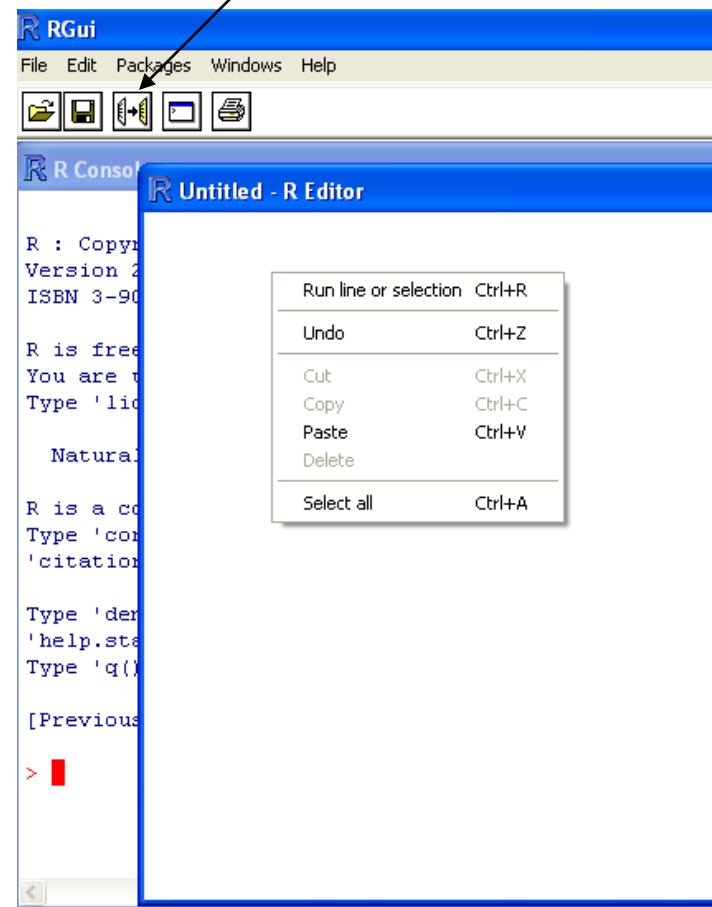 RGui
File Edit Packages Windows Help
R Consol
Untitled - R Editor
R : Copyr
Version 2
ISBN 3-90
R is free
You are
Type 'lic
Natural
R is a co
Type 'con
'citation
Type 'dem
'help.sta
Type 'q()
[Previous
>
Run line or selection Ctrl+R
Undo Ctrl+Z
Cut Ctrl+X
Copy Ctrl+C
Paste Ctrl+V
Delete
Select all Ctrl+A